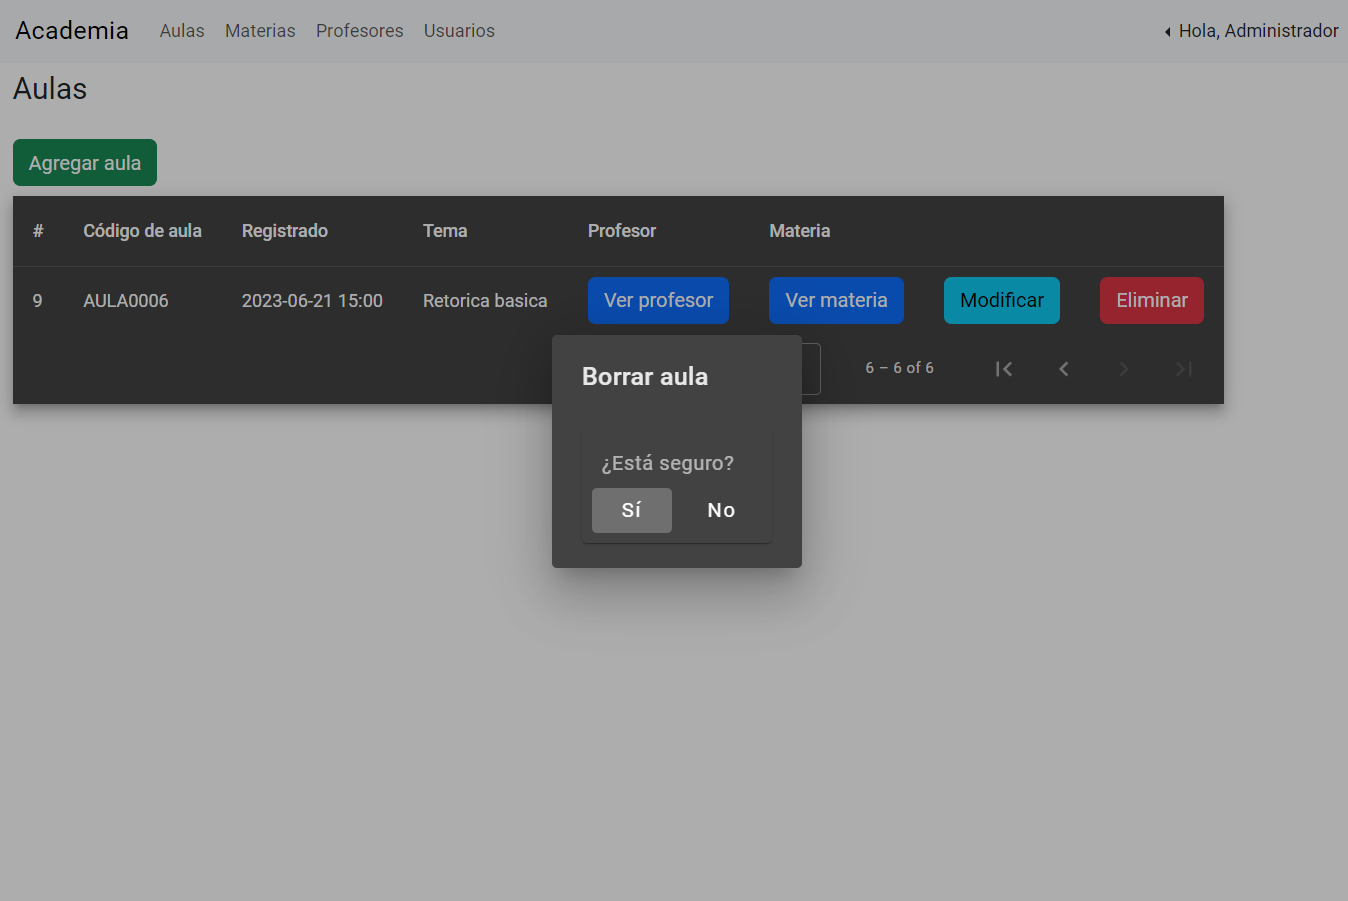 Academia Aulas Materias Profesores Usuarios Hola, Administrador
Aulas
Agregar aula
# Código de aula Registrado Tema Profesor Materia
9 AULA0006 2023-06-21 15:00 Retorica basica Ver profesor Ver materia Modificar Eliminar
6 – 6 of 6
Borrar aula
¿Está seguro?
Sí No